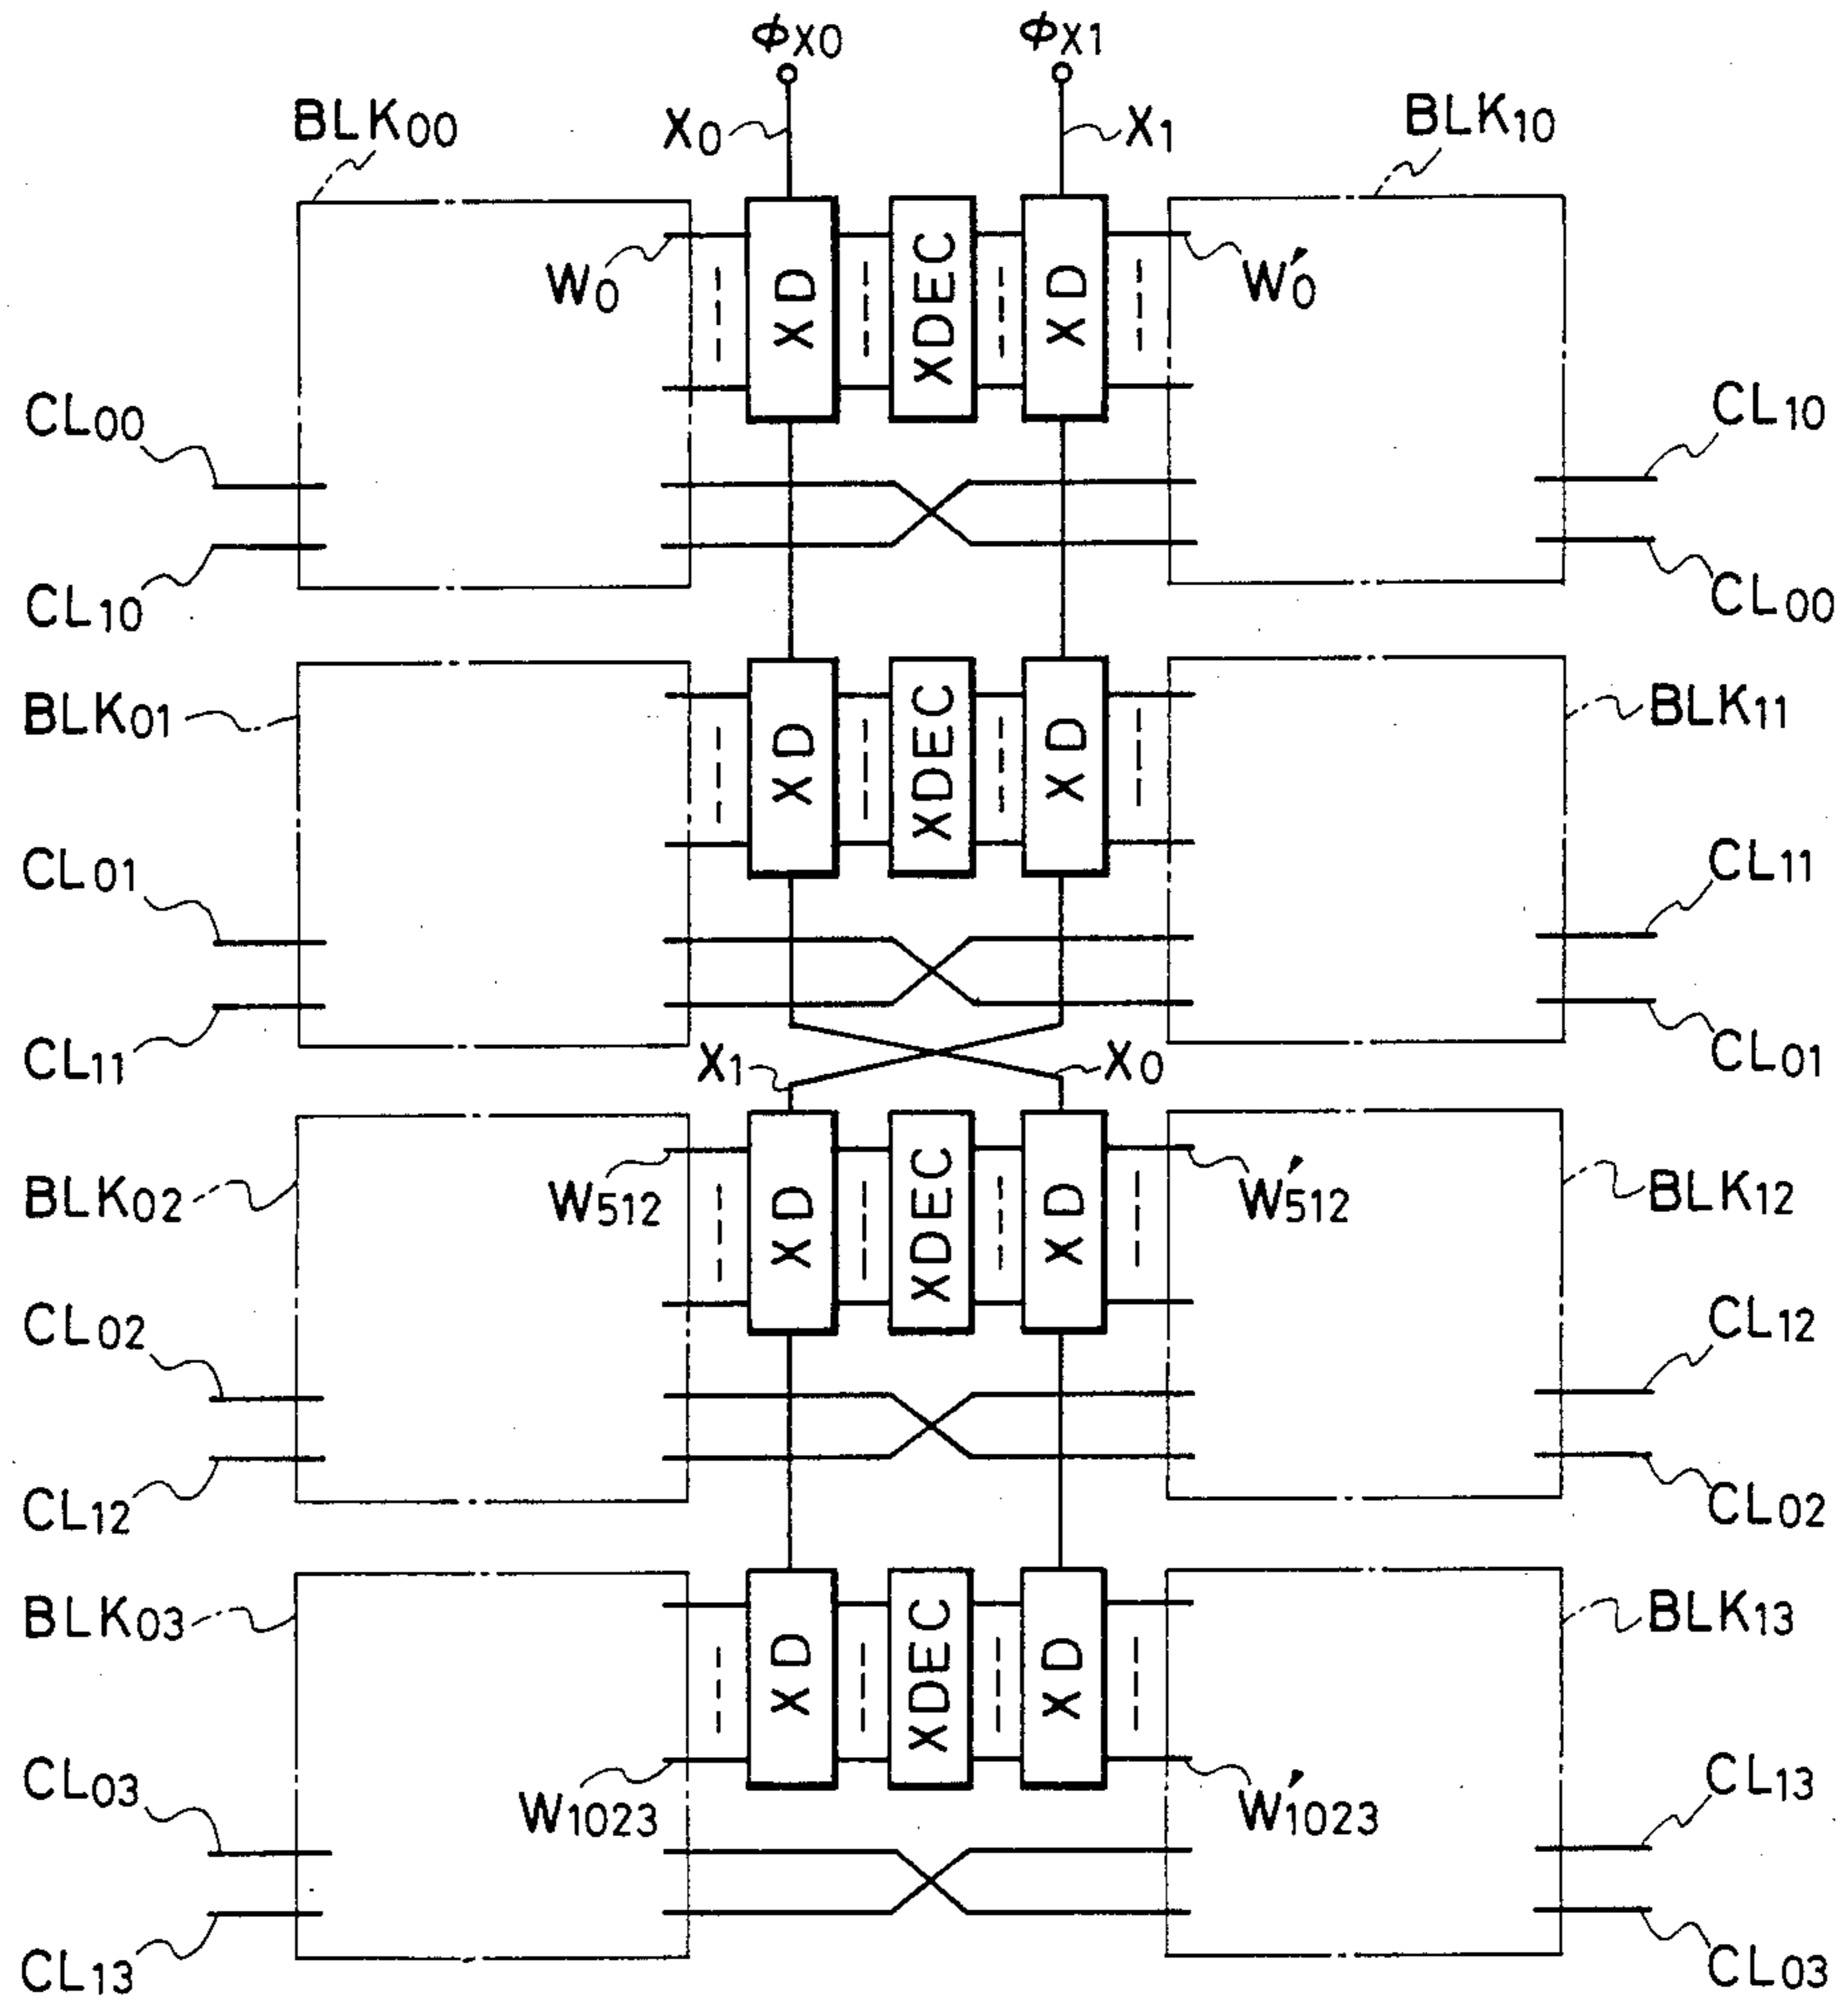 ϕX0 ϕX1
BLK00 X0 X1 BLK10
W0 XD XDEC XD W'0
CL00 CL10
CL10 CL00
BLK01 XD XDEC XD BLK11
CL01 CL11
CL11 X1 X0 CL01
BLK02 W512 XD XDEC XD W'512 BLK12
CL02 CL12
CL12 CL02
BLK03 XD XDEC XD BLK13
CL03 W1023 W'1023 CL13
CL13 CL03